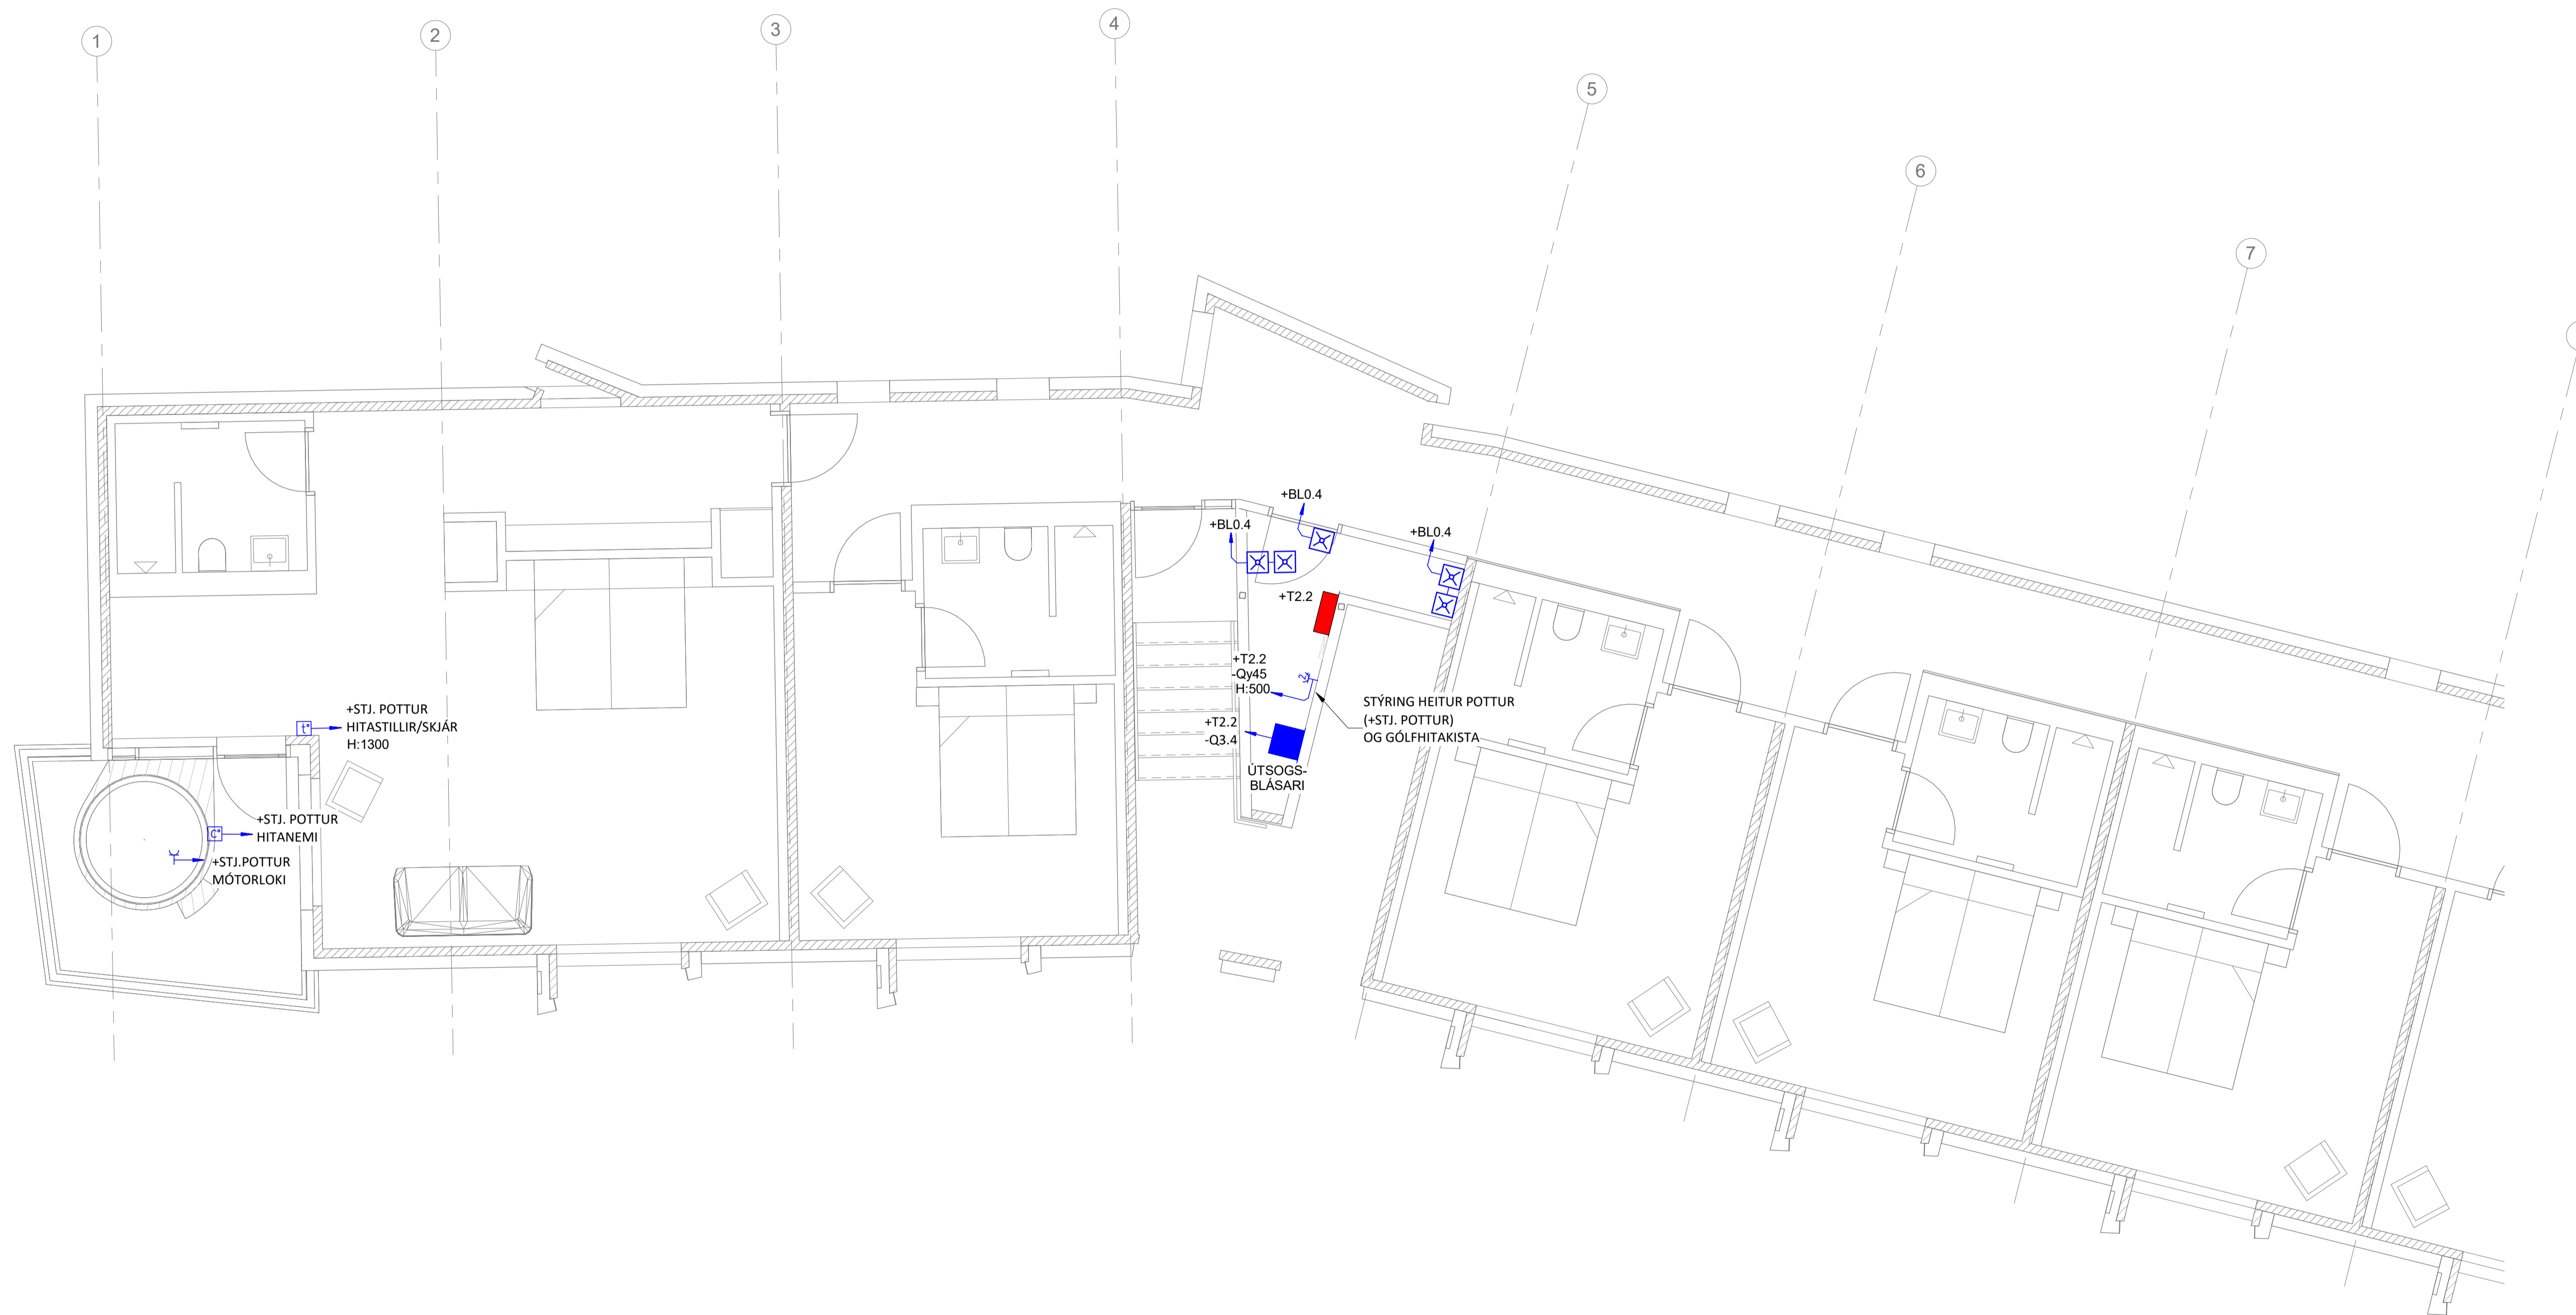 1
2
3
4
5
6
7
+BL0.4
+BL0.4
+BL0.4
+T2.2
+T2.2
-Qy45
H:500
+T2.2
-Q3.4
ÚTSOGS-
BLÁSARI
STÝRING HEITUR POTTUR
(+STJ. POTTUR)
OG GÓLFHITAKISTA
+STJ. POTTUR
HITASTILLIR/SKJÁR
H:1300
t°
+STJ. POTTUR
HITANEMI
C°
+STJ.POTTUR
MÓTORLOKI
2